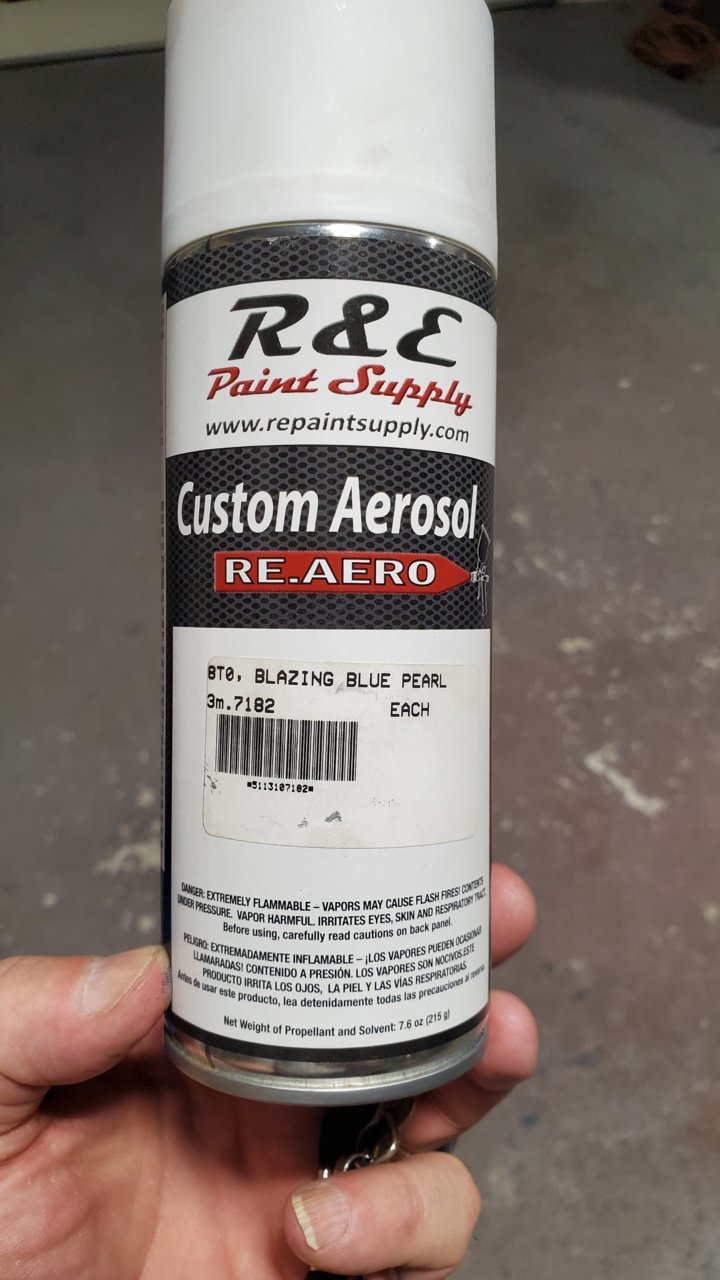 R&E
Paint Supply
www.repaintsupply.com
Custom Aerosol
RE.AERO
8T0, BLAZING BLUE PEARL
3m.7182 EACH
*5113107182*
DANGER: EXTREMELY FLAMMABLE – VAPORS MAY CAUSE FLASH FIRES! CONTENTS
UNDER PRESSURE. VAPOR HARMFUL. IRRITATES EYES, SKIN AND RESPIRATORY TRACT.
Before using, carefully read cautions on back panel.
PELIGRO: EXTREMADAMENTE INFLAMABLE – ¡LOS VAPORES PUEDEN OCASIONAR
LLAMARADAS! CONTENIDO A PRESIÓN. LOS VAPORES SON NOCIVOS.ESTE
PRODUCTO IRRITA LOS OJOS, LA PIEL Y LAS VÍAS RESPIRATORIAS.
Antes de usar este producto, lea detenidamente todas las precauciones al reverso.
Net Weight of Propellant and Solvent: 7.6 oz (215 g)